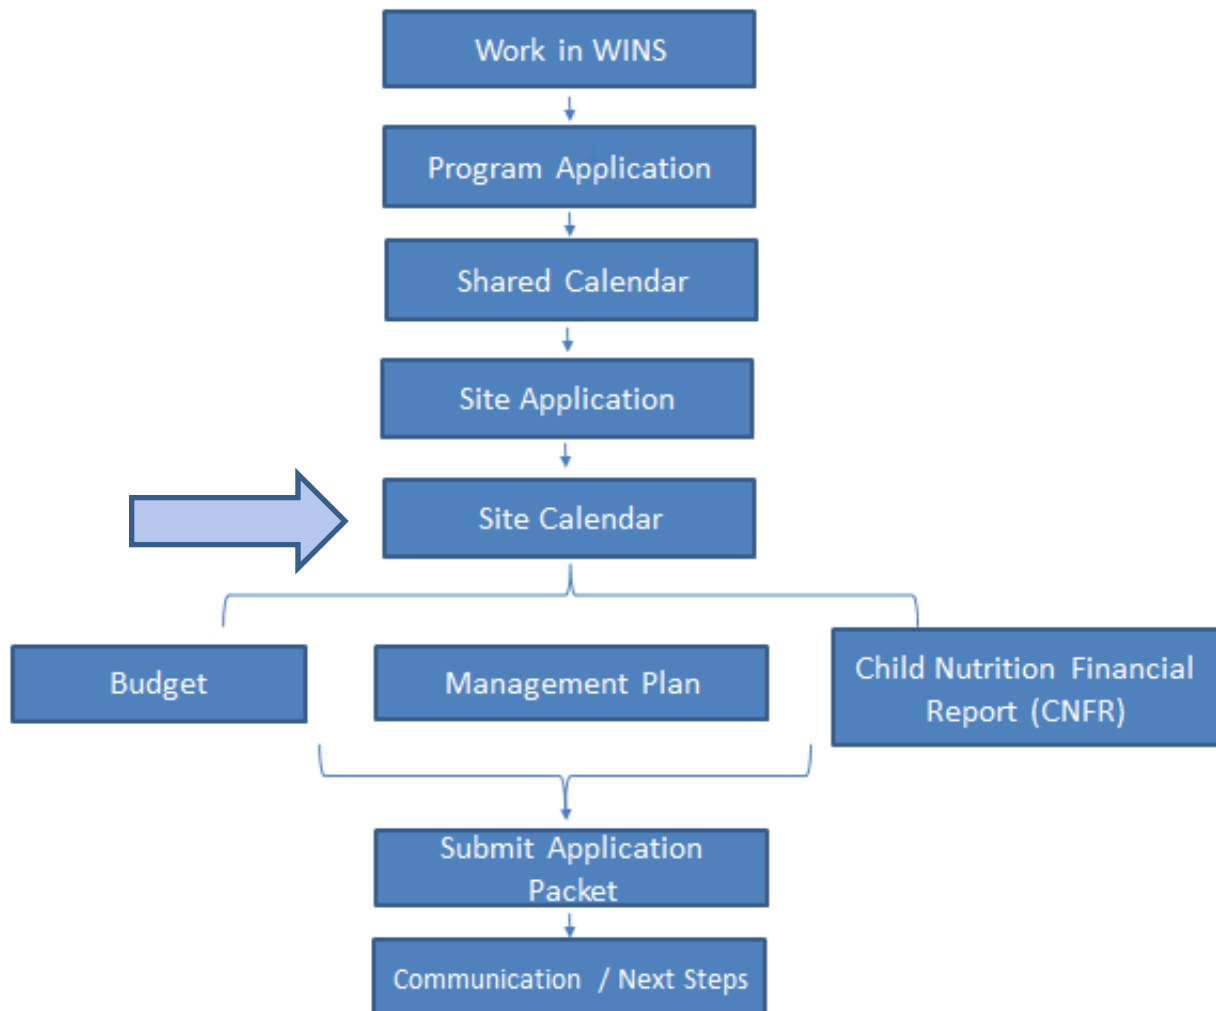 Work in WINS
Program Application
Shared Calendar
Site Application
Site Calendar
Budget
Management Plan
Child Nutrition Financial
Report (CNFR)
Submit Application
Packet
Communication / Next Steps